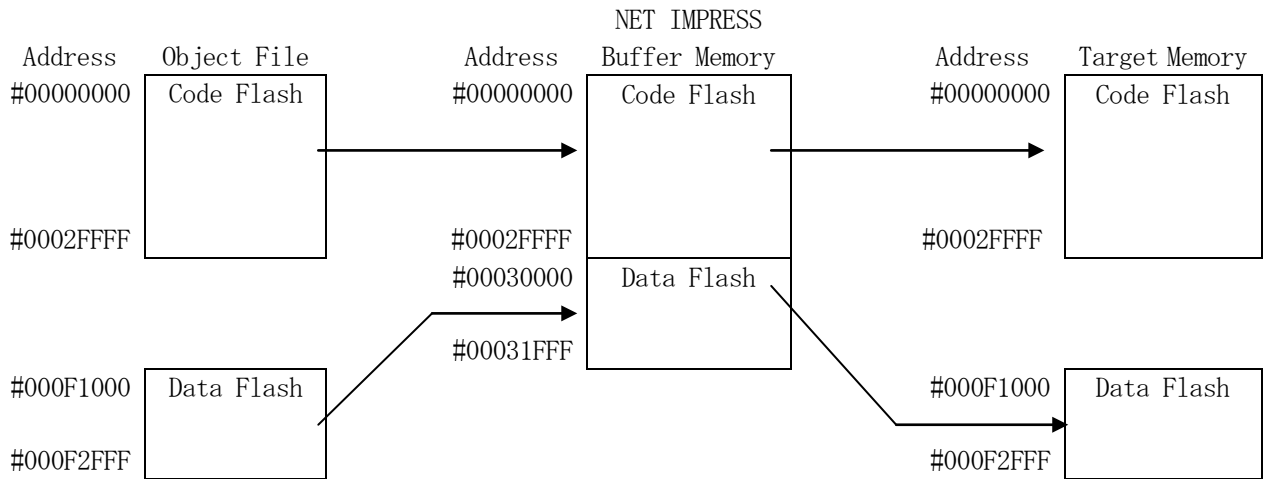 NET IMPRESS
Address Object File Address Buffer Memory Address Target Memory
#00000000 Code Flash #00000000 Code Flash #00000000 Code Flash
#0002FFFF #0002FFFF #0002FFFF
#00030000 Data Flash
#00031FFF
#000F1000 Data Flash #000F1000 Data Flash
#000F2FFF #000F2FFF